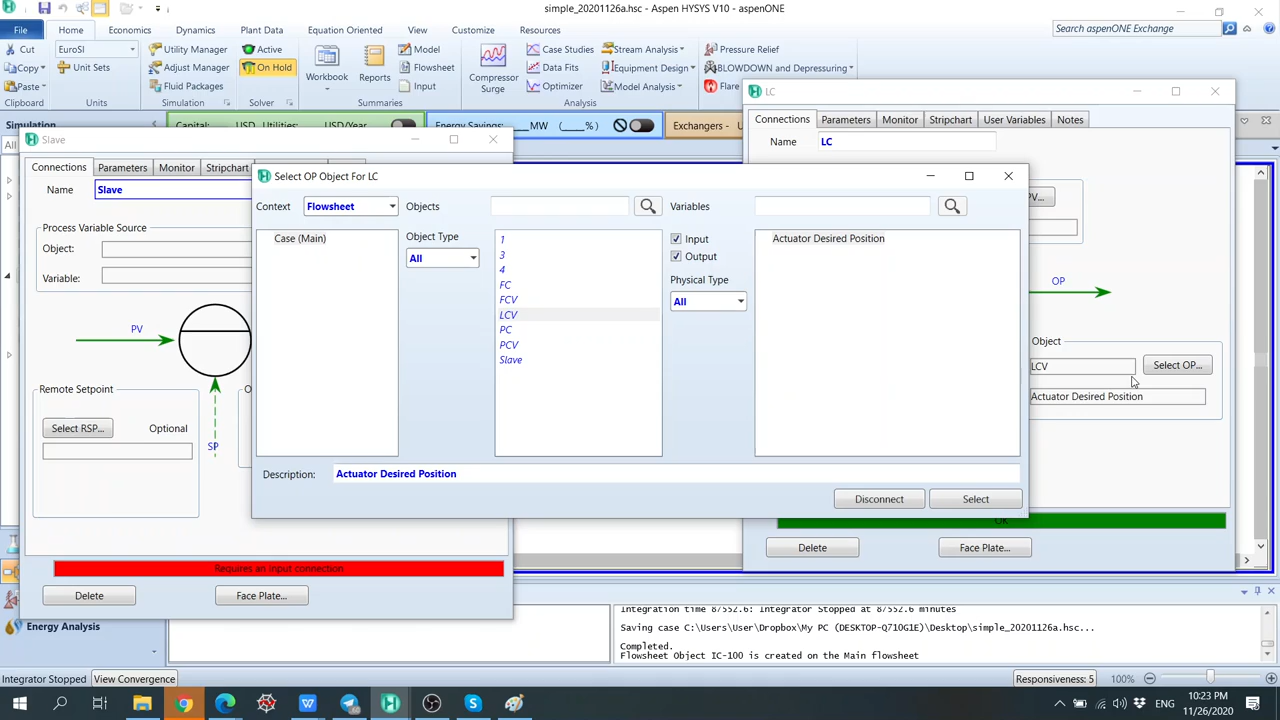 simple_20201126a.hsc - Aspen HYSYS V10 - aspenONE
File Home Economics Dynamics Plant Data Equation Oriented View Customize Resources Search aspenONE Exchange
Cut EuroSI Utility Manager Active Model Case Studies Stream Analysis Pressure Relief
Copy Unit Sets Adjust Manager On Hold Workbook Reports Flowsheet Compressor Surge Data Fits Equipment Design BLOWDOWN and Depressuring
Paste Fluid Packages Input Optimizer Model Analysis Flare
Clipboard Units Simulation Solver Summaries Analysis
Simulation Capital: USD Utilities: USD/Year Energy Savings: MW ( %) Exchangers - U
All
Slave
Connections Parameters Monitor Stripchart
Name Slave
Process Variable Source
Object:
Variable:
PV
Remote Setpoint
Select RSP... Optional
SP
Requires an input connection
Delete Face Plate...
Select OP Object For LC
Context Flowsheet Objects Variables
Case (Main)
Object Type
All
1
3
4
FC
FCV
LCV
PC
PCV
Slave
Input
Output
Physical Type
All
Actuator Desired Position
Description: Actuator Desired Position
Disconnect Select
LC
Connections Parameters Monitor Stripchart User Variables Notes
Name LC
PV...
OP
Object
LCV Select OP...
Actuator Desired Position
OK
Delete Face Plate...
Energy Analysis
Integration time 87552.6: Integrator Stopped at 87552.6 minutes
Saving case C:\Users\User\Dropbox\My PC (DESKTOP-Q710G1E)\Desktop\simple_20201126a.hsc...
Completed.
Flowsheet Object IC-100 is created on the Main flowsheet
Integrator Stopped View Convergence Responsiveness: 5 100%
ENG 10:23 PM
11/26/2020